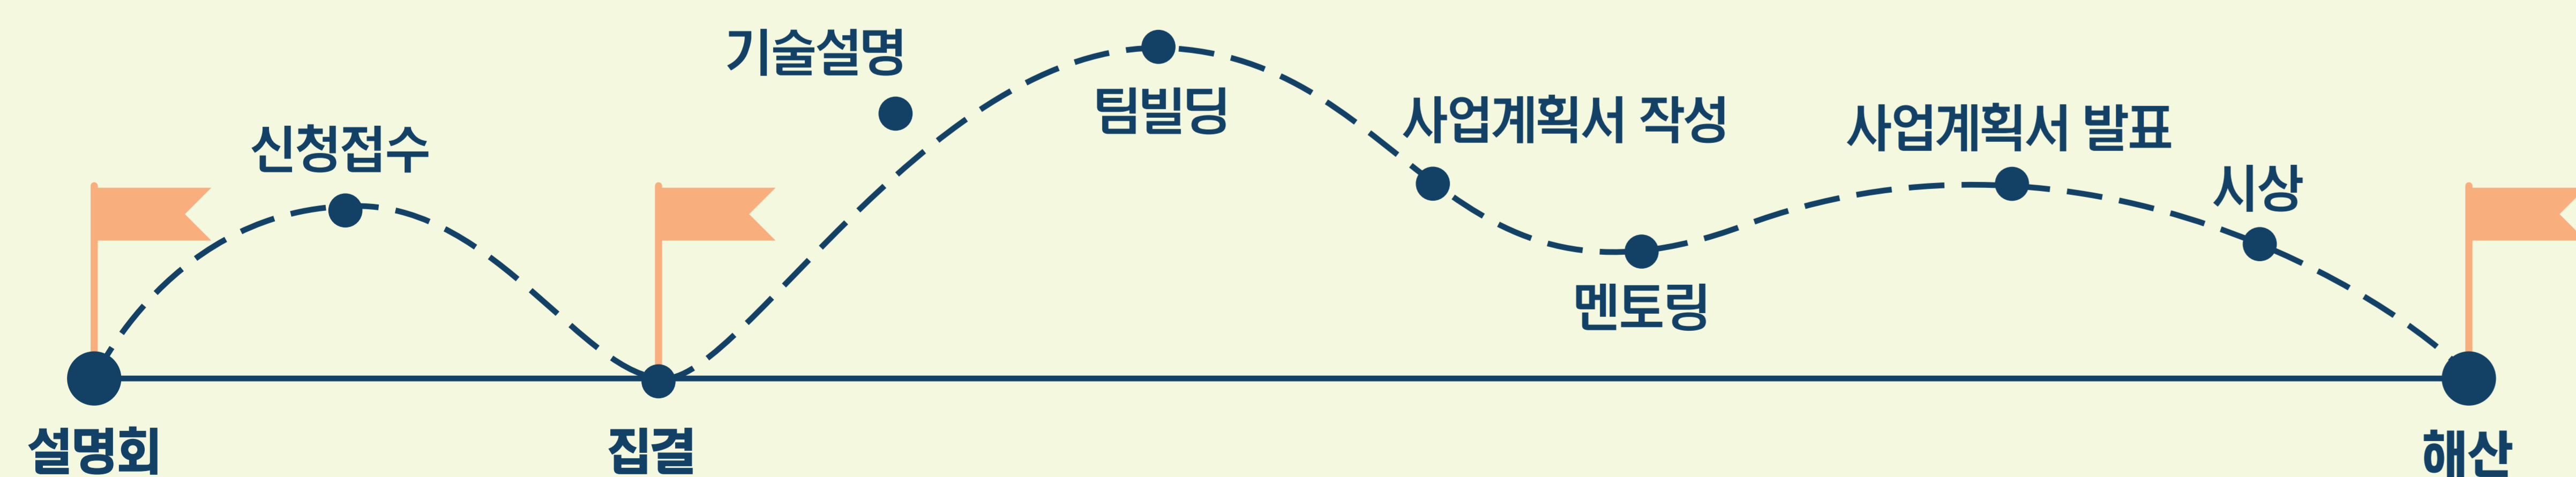 설명회
신청접수
집결
기술설명
팀빌딩
사업계획서 작성
멘토링
사업계획서 발표
시상
해산